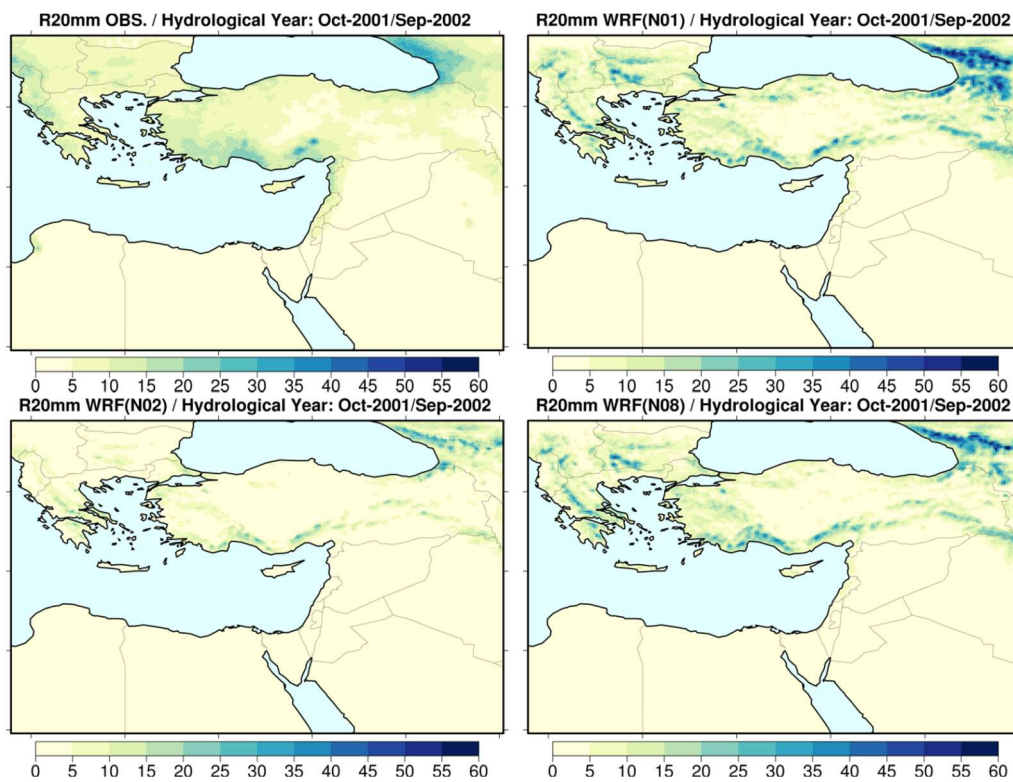 R20mm OBS. / Hydrological Year: Oct-2001/Sep-2002
R20mm WRF(N01) / Hydrological Year: Oct-2001/Sep-2002
0 5 10 15 20 25 30 35 40 45 50 55 60
0 5 10 15 20 25 30 35 40 45 50 55 60
R20mm WRF(N02) / Hydrological Year: Oct-2001/Sep-2002
R20mm WRF(N08) / Hydrological Year: Oct-2001/Sep-2002
0 5 10 15 20 25 30 35 40 45 50 55 60
0 5 10 15 20 25 30 35 40 45 50 55 60